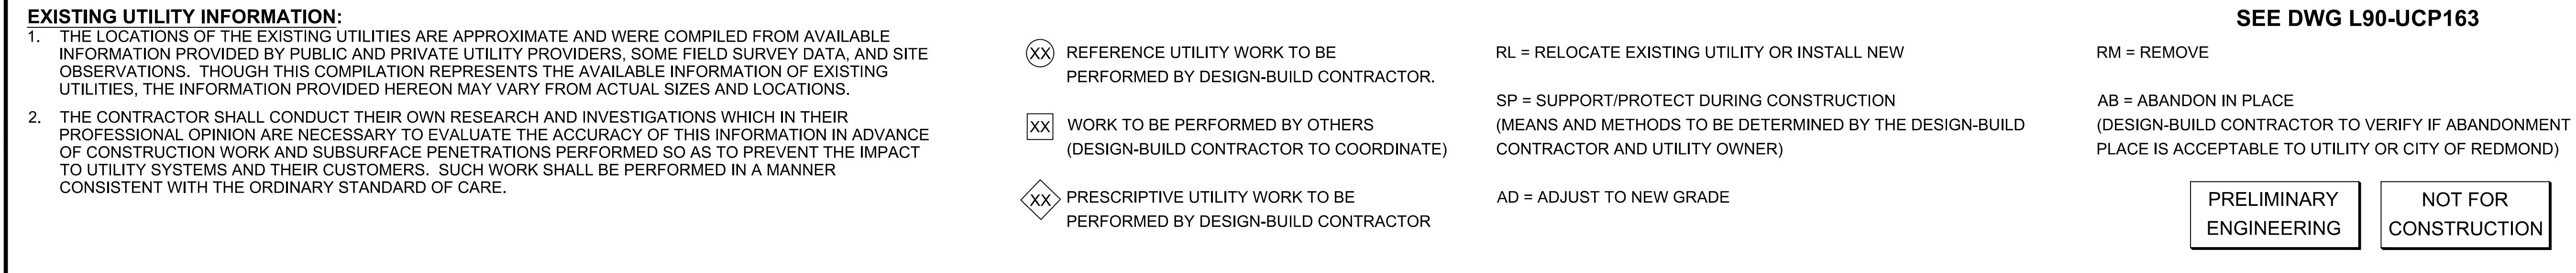 EXISTING UTILITY INFORMATION:
1. THE LOCATIONS OF THE EXISTING UTILITIES ARE APPROXIMATE AND WERE COMPILED FROM AVAILABLE
INFORMATION PROVIDED BY PUBLIC AND PRIVATE UTILITY PROVIDERS, SOME FIELD SURVEY DATA, AND SITE
OBSERVATIONS. THOUGH THIS COMPILATION REPRESENTS THE AVAILABLE INFORMATION OF EXISTING
UTILITIES, THE INFORMATION PROVIDED HEREON MAY VARY FROM ACTUAL SIZES AND LOCATIONS.
2. THE CONTRACTOR SHALL CONDUCT THEIR OWN RESEARCH AND INVESTIGATIONS WHICH IN THEIR
PROFESSIONAL OPINION ARE NECESSARY TO EVALUATE THE ACCURACY OF THIS INFORMATION IN ADVANCE
OF CONSTRUCTION WORK AND SUBSURFACE PENETRATIONS PERFORMED SO AS TO PREVENT THE IMPACT
TO UTILITY SYSTEMS AND THEIR CUSTOMERS. SUCH WORK SHALL BE PERFORMED IN A MANNER
CONSISTENT WITH THE ORDINARY STANDARD OF CARE.
XX REFERENCE UTILITY WORK TO BE
PERFORMED BY DESIGN-BUILD CONTRACTOR.
XX WORK TO BE PERFORMED BY OTHERS
(DESIGN-BUILD CONTRACTOR TO COORDINATE)
XX PRESCRIPTIVE UTILITY WORK TO BE
PERFORMED BY DESIGN-BUILD CONTRACTOR
RL = RELOCATE EXISTING UTILITY OR INSTALL NEW
SP = SUPPORT/PROTECT DURING CONSTRUCTION
(MEANS AND METHODS TO BE DETERMINED BY THE DESIGN-BUILD
CONTRACTOR AND UTILITY OWNER)
AD = ADJUST TO NEW GRADE
SEE DWG L90-UCP163
RM = REMOVE
AB = ABANDON IN PLACE
(DESIGN-BUILD CONTRACTOR TO VERIFY IF ABANDONMENT
PLACE IS ACCEPTABLE TO UTILITY OR CITY OF REDMOND)
PRELIMINARY
ENGINEERING
NOT FOR
CONSTRUCTION